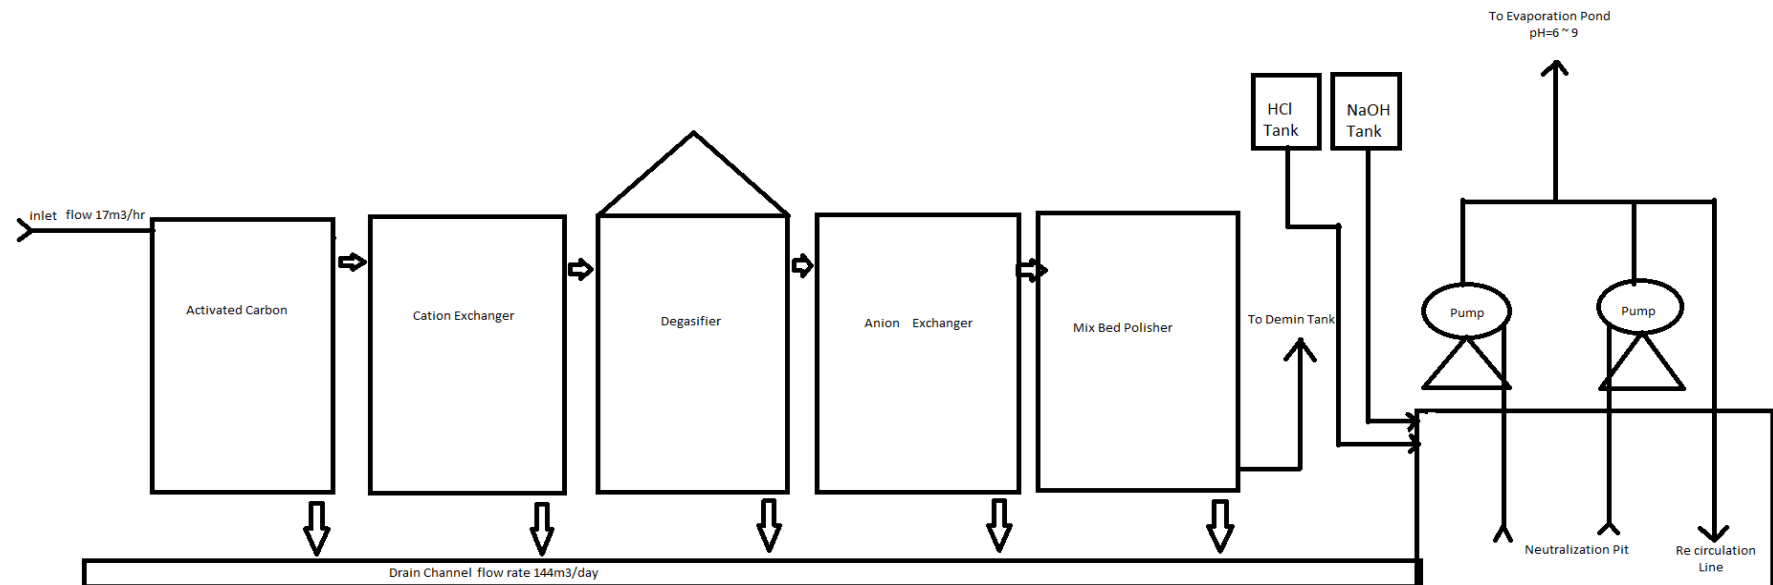 To Evaporation Pond
pH=6 ~ 9
HCl
Tank
NaOH
Tank
inlet flow 17m3/hr
Activated Carbon
Cation Exchanger
Degasifier
Anion Exchanger
Mix Bed Polisher
To Demin Tank
Pump
Pump
Neutralization Pit
Re circulation
Line
Drain Channel flow rate 144m3/day